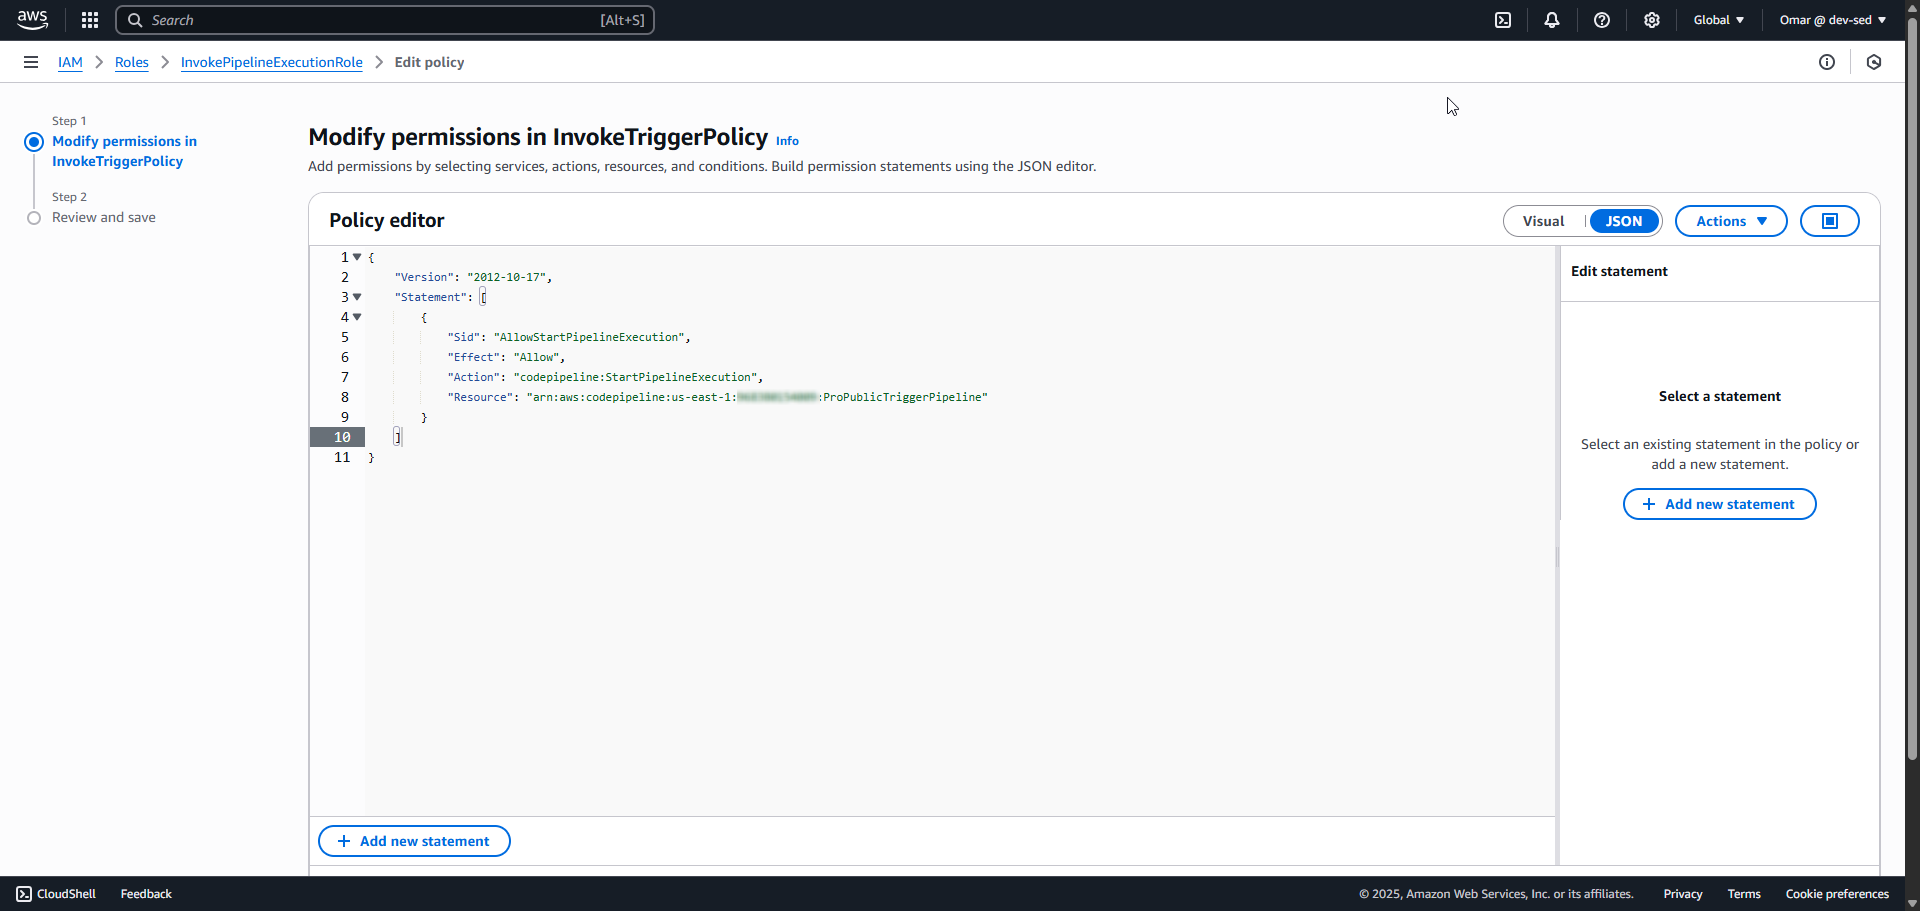 aws
Search [Alt+S]
Global
Omar @ dev-sed
IAM > Roles > InvokePipelineExecutionRole > Edit policy
Step 1
Modify permissions in
InvokeTriggerPolicy
Step 2
Review and save
Modify permissions in InvokeTriggerPolicy Info
Add permissions by selecting services, actions, resources, and conditions. Build permission statements using the JSON editor.
Policy editor
Visual JSON
Actions
1 {
2 "Version": "2012-10-17",
3 "Statement": [
4 {
5 "Sid": "AllowStartPipelineExecution",
6 "Effect": "Allow",
7 "Action": "codepipeline:StartPipelineExecution",
8 "Resource": "arn:aws:codepipeline:us-east-1: :ProPublicTriggerPipeline"
9 }
10 ]
11 }
+ Add new statement
Edit statement
Select a statement
Select an existing statement in the policy or
add a new statement.
+ Add new statement
CloudShell
Feedback
© 2025, Amazon Web Services, Inc. or its affiliates.
Privacy
Terms
Cookie preferences